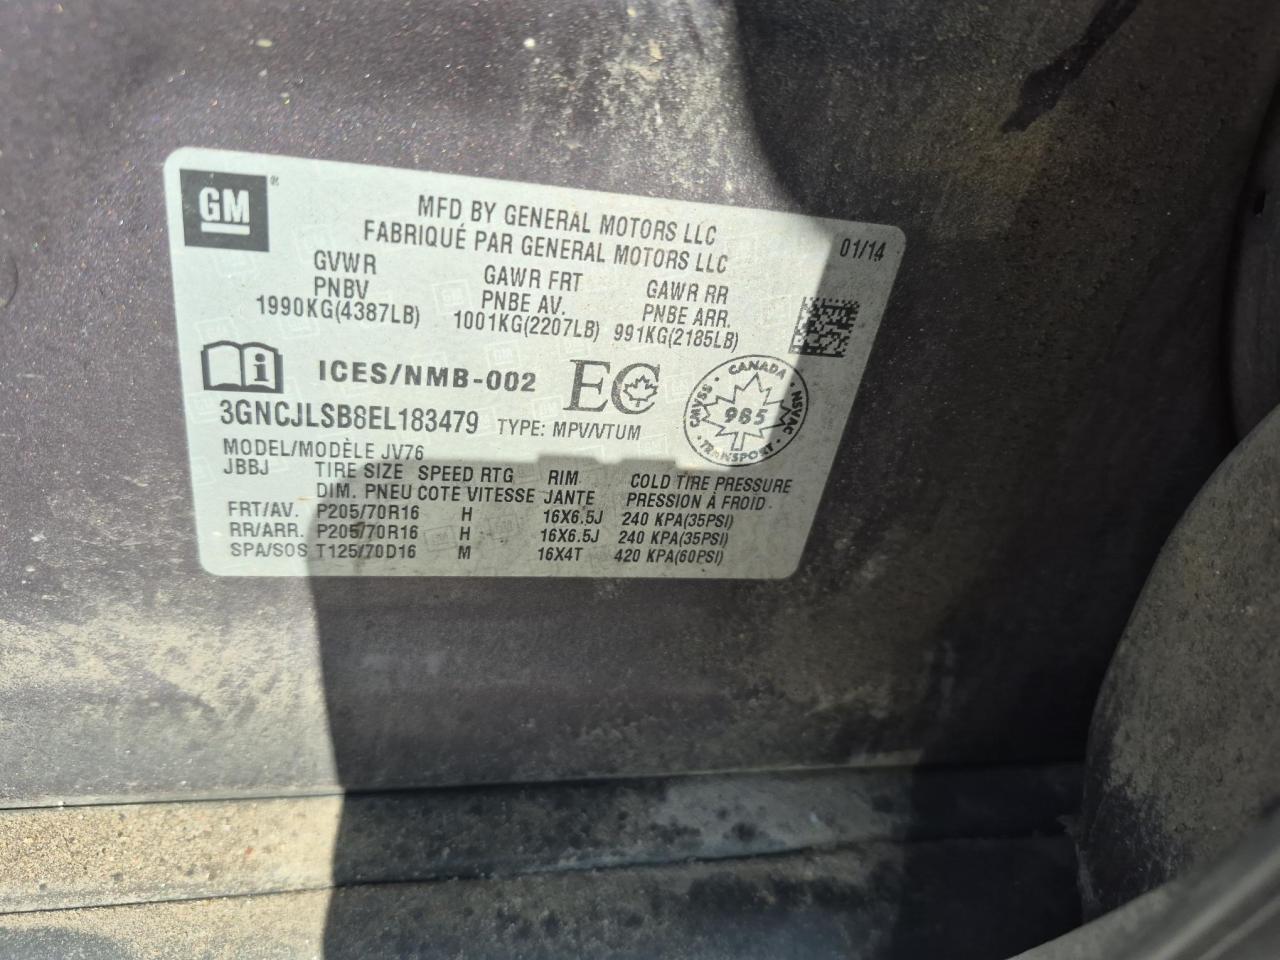 GM®
MFD BY GENERAL MOTORS LLC
FABRIQUÉ PAR GENERAL MOTORS LLC
01/14
GVWR GAWR FRT GAWR RR
PNBV PNBE AV. PNBE ARR.
1990KG(4387LB) 1001KG(2207LB) 991KG(2185LB)
ICES/NMB-002 EC
CANADA
CMVSS 985 NSVAC
TRANSPORT
3GNCJLSB8EL183479 TYPE: MPV/VTUM
MODEL/MODÈLE JV76
JBBJ TIRE SIZE SPEED RTG RIM COLD TIRE PRESSURE
DIM. PNEU COTE VITESSE JANTE PRESSION À FROID
FRT/AV. P205/70R16 H 16X6.5J 240 KPA(35PSI)
RR/ARR. P205/70R16 H 16X6.5J 240 KPA(35PSI)
SPA/SOS T125/70D16 M 16X4T 420 KPA(60PSI)